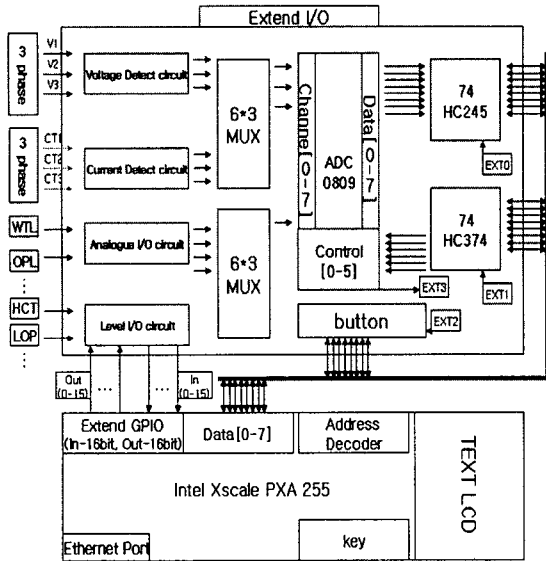 Extend I/O
3 phase
V1
V2
V3
Voltage Detect circuit
6*3
MUX
Channel[0-7]
ADC
0809
Data[0-7]
74
HC245
EXT0
3 phase
CT1
CT2
CT3
Current Detect circuit
74
HC374
EXT1
WTL
OPL
Analogua I/O circuit
6*3
MUX
Control
[0-5]
EXT3
HCT
LOP
Level I/O circuit
button
EXT2
Out
(0-15)
In
(0-15)
Extend GPIO
(In-16bit, Out-16bit)
Data[0-7]
Address
Decoder
TEXT LCD
Intel Xscale PXA 255
Ethernet Port
key